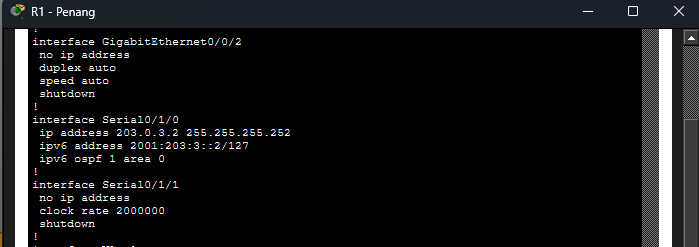 R1 - Penang
!
interface GigabitEthernet0/0/2
no ip address
duplex auto
speed auto
shutdown
!
interface Serial0/1/0
ip address 203.0.3.2 255.255.255.252
ipv6 address 2001:203:3::2/127
ipv6 ospf 1 area 0
!
interface Serial0/1/1
no ip address
clock rate 2000000
shutdown
!